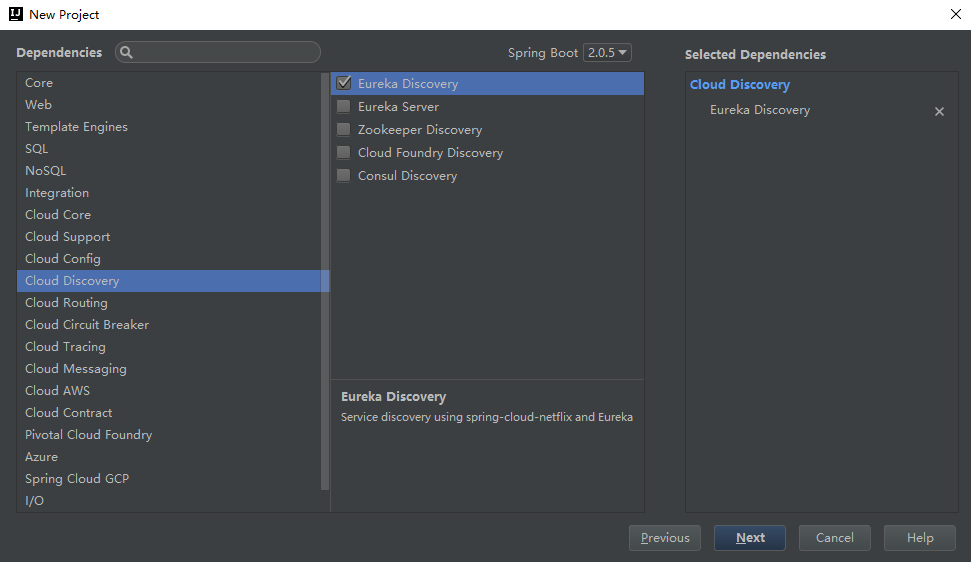 New Project
Dependencies
Spring Boot 2.0.5
Core
Web
Template Engines
SQL
NoSQL
Integration
Cloud Core
Cloud Support
Cloud Config
Cloud Discovery
Cloud Routing
Cloud Circuit Breaker
Cloud Tracing
Cloud Messaging
Cloud AWS
Cloud Contract
Pivotal Cloud Foundry
Azure
Spring Cloud GCP
I/O
Eureka Discovery
Eureka Server
Zookeeper Discovery
Cloud Foundry Discovery
Consul Discovery
Eureka Discovery
Service discovery using spring-cloud-netflix and Eureka
Selected Dependencies
Cloud Discovery
Eureka Discovery
Previous
Next
Cancel
Help